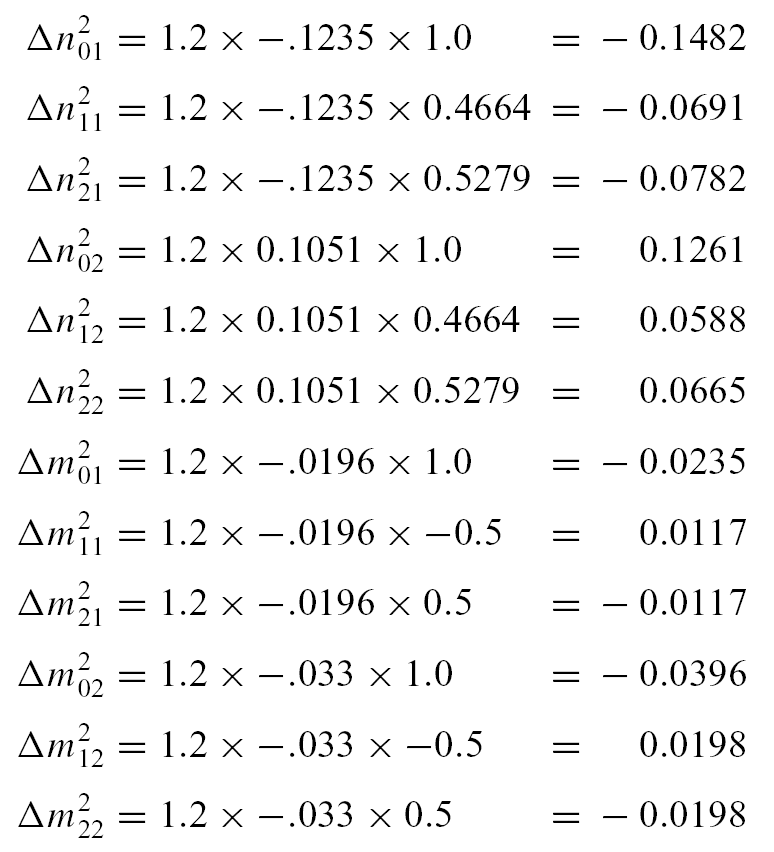 Δn²₀₁ = 1.2 × −.1235 × 1.0 = − 0.1482
Δn²₁₁ = 1.2 × −.1235 × 0.4664 = − 0.0691
Δn²₂₁ = 1.2 × −.1235 × 0.5279 = − 0.0782
Δn²₀₂ = 1.2 × 0.1051 × 1.0 = 0.1261
Δn²₁₂ = 1.2 × 0.1051 × 0.4664 = 0.0588
Δn²₂₂ = 1.2 × 0.1051 × 0.5279 = 0.0665
Δm²₀₁ = 1.2 × −.0196 × 1.0 = − 0.0235
Δm²₁₁ = 1.2 × −.0196 × −0.5 = 0.0117
Δm²₂₁ = 1.2 × −.0196 × 0.5 = − 0.0117
Δm²₀₂ = 1.2 × −.033 × 1.0 = − 0.0396
Δm²₁₂ = 1.2 × −.033 × −0.5 = 0.0198
Δm²₂₂ = 1.2 × −.033 × 0.5 = − 0.0198